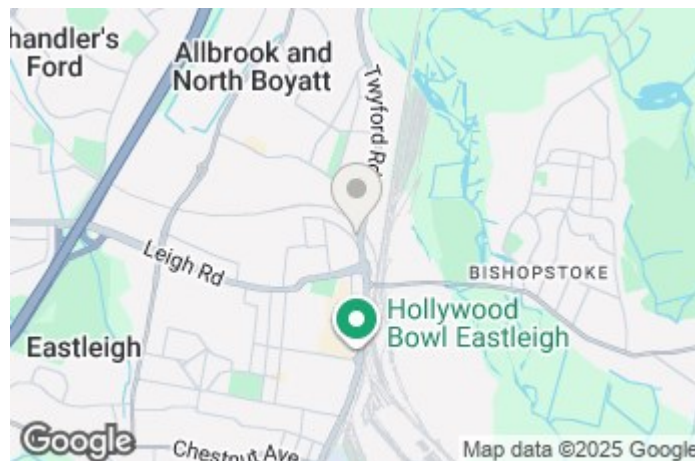 handler's
Ford
Allbrook and
North Boyatt
Twyford Rd
Leigh Rd
BISHOPSTOKE
Hollywood
Bowl Eastleigh
Eastleigh
Chestnut Ave
Google
Map data ©2025 Google